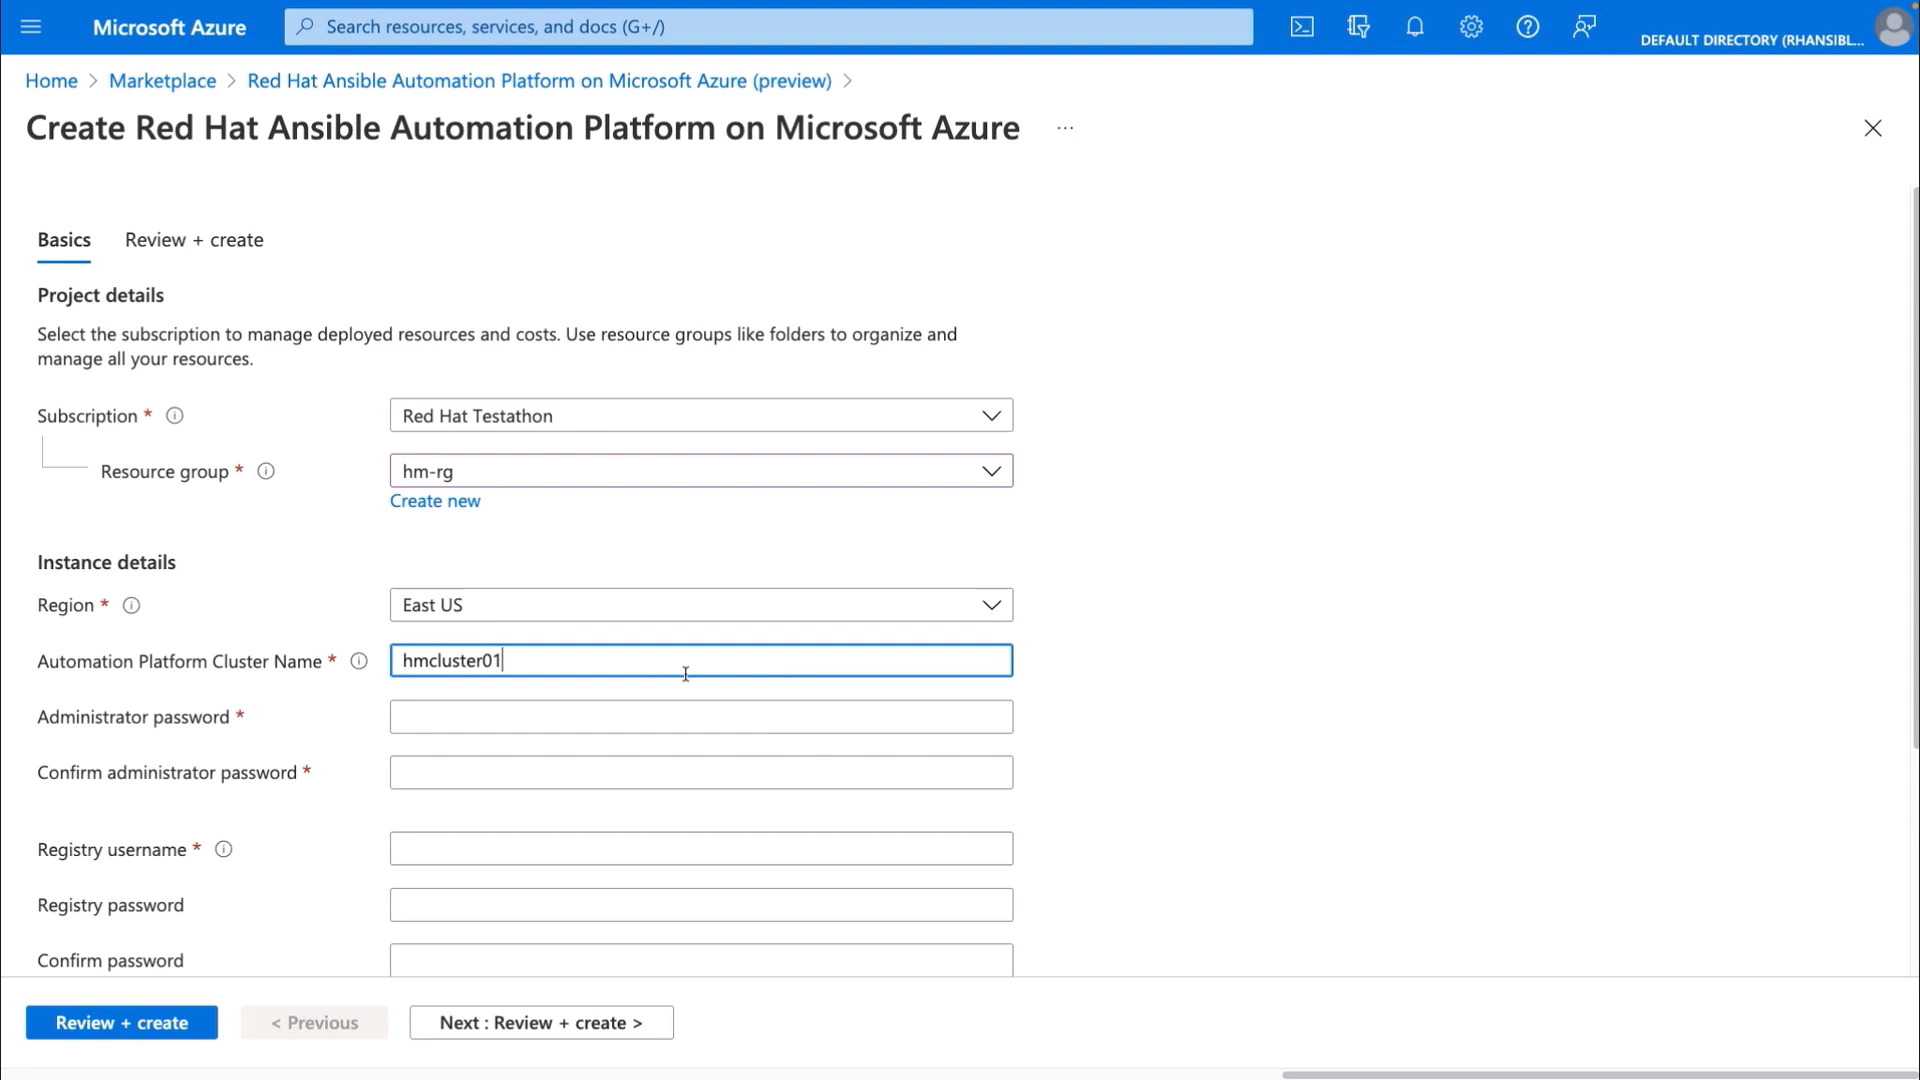 Microsoft Azure
Search resources, services, and docs (G+/)
DEFAULT DIRECTORY (RHANSIBL...
Home > Marketplace > Red Hat Ansible Automation Platform on Microsoft Azure (preview) >
Create Red Hat Ansible Automation Platform on Microsoft Azure ...
Basics
Review + create
Project details
Select the subscription to manage deployed resources and costs. Use resource groups like folders to organize and
manage all your resources.
Subscription *
Red Hat Testathon
Resource group *
hm-rg
Create new
Instance details
Region *
East US
Automation Platform Cluster Name *
hmcluster01
Administrator password *
Confirm administrator password *
Registry username *
Registry password
Confirm password
Review + create
< Previous
Next : Review + create >